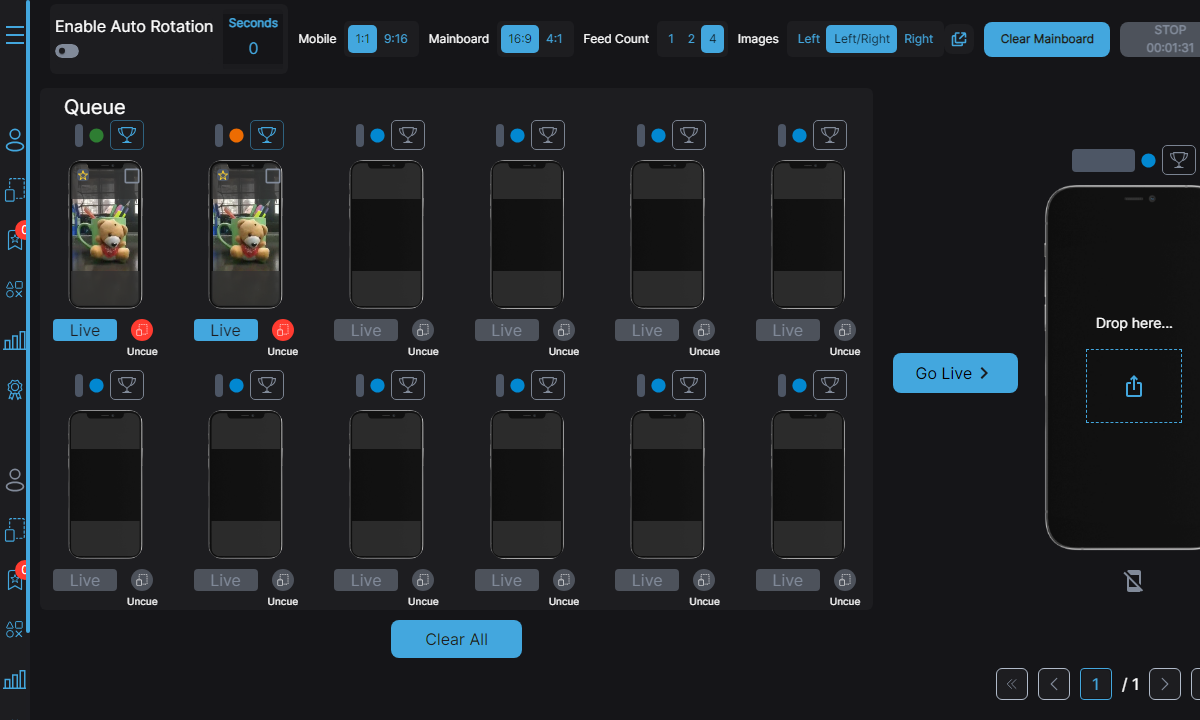 Enable Auto Rotation
Seconds
0
Mobile
1:1
9:16
Mainboard
16:9
4:1
Feed Count
1
2
4
Images
Left
Left/Right
Right
Clear Mainboard
STOP
00:01:31
Queue
Live
Uncue
Live
Uncue
Live
Uncue
Live
Uncue
Live
Uncue
Live
Uncue
Drop here...
Go Live
Live
Uncue
Live
Uncue
Live
Uncue
Live
Uncue
Live
Uncue
Live
Uncue
Clear All
1
/ 1